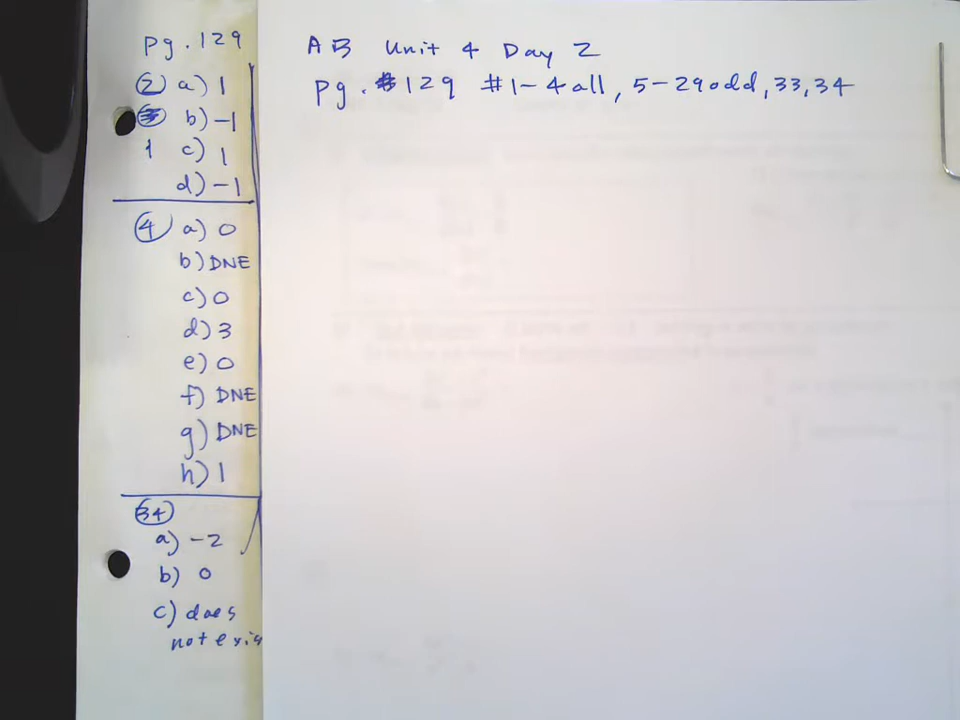 pg. 129
② a) 1
b) -1
1 c) 1
d) -1
④ a) 0
b) DNE
c) 0
d) 3
e) 0
f) DNE
g) DNE
h) 1
34
a) -2
b) 0
c) does
not exis
AB Unit 4 Day 2
pg. 129 #1-4 all, 5-29 odd, 33, 34